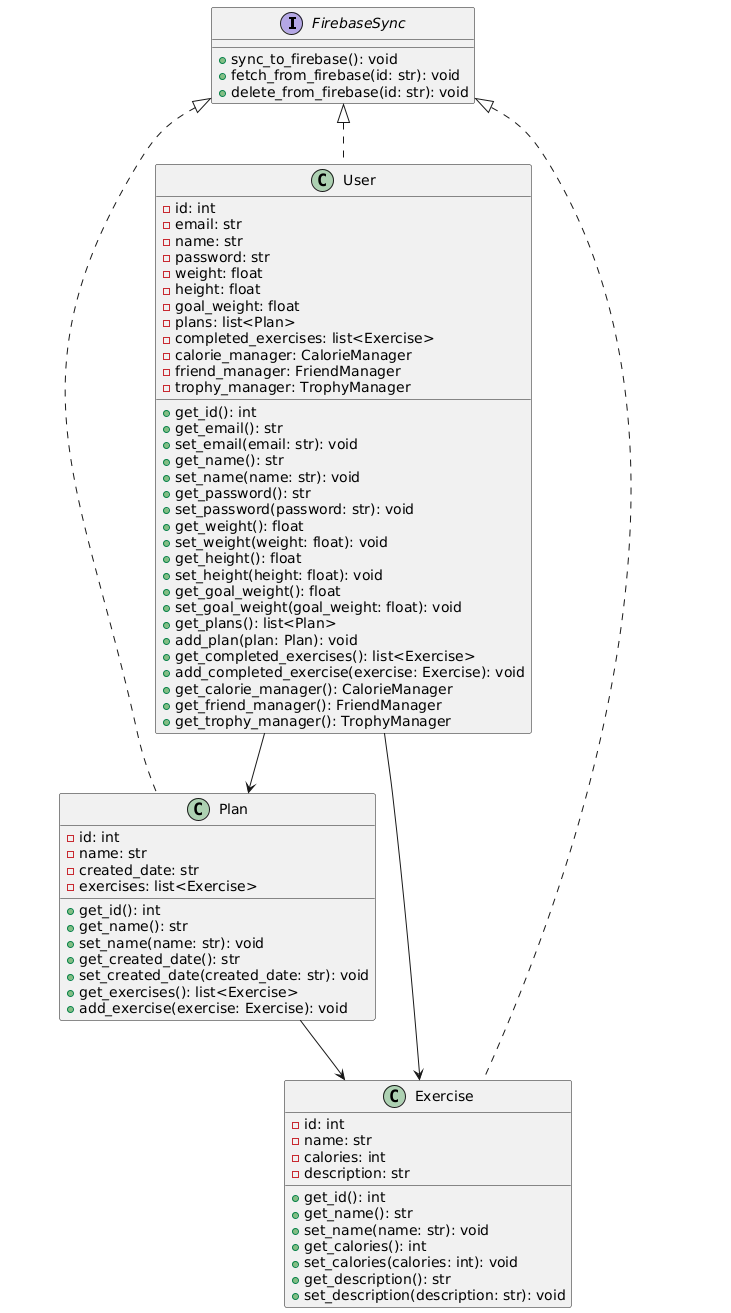 I FirebaseSync
sync_to_firebase(): void
fetch_from_firebase(id: str): void
delete_from_firebase(id: str): void
C User
id: int
email: str
name: str
password: str
weight: float
height: float
goal_weight: float
plans: list<Plan>
completed_exercises: list<Exercise>
calorie_manager: CalorieManager
friend_manager: FriendManager
trophy_manager: TrophyManager
get_id(): int
get_email(): str
set_email(email: str): void
get_name(): str
set_name(name: str): void
get_password(): str
set_password(password: str): void
get_weight(): float
set_weight(weight: float): void
get_height(): float
set_height(height: float): void
get_goal_weight(): float
set_goal_weight(goal_weight: float): void
get_plans(): list<Plan>
add_plan(plan: Plan): void
get_completed_exercises(): list<Exercise>
add_completed_exercise(exercise: Exercise): void
get_calorie_manager(): CalorieManager
get_friend_manager(): FriendManager
get_trophy_manager(): TrophyManager
C Plan
id: int
name: str
created_date: str
exercises: list<Exercise>
get_id(): int
get_name(): str
set_name(name: str): void
get_created_date(): str
set_created_date(created_date: str): void
get_exercises(): list<Exercise>
add_exercise(exercise: Exercise): void
C Exercise
id: int
name: str
calories: int
description: str
get_id(): int
get_name(): str
set_name(name: str): void
get_calories(): int
set_calories(calories: int): void
get_description(): str
set_description(description: str): void